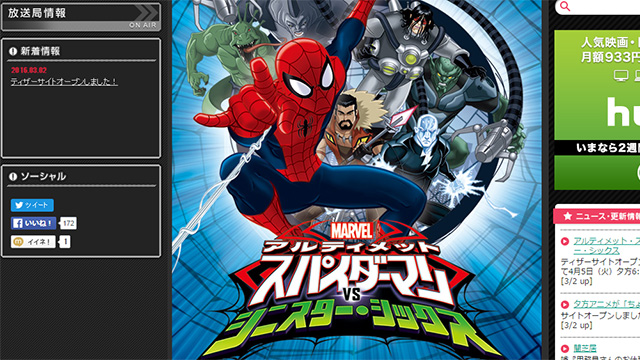 放送局情報
ON AIR
新着情報
2016.03.02
ティザーサイトオープンしました！
ソーシャル
ツイート
いいね！ 172
イイネ！ 1
MARVEL
アルティメット
スパイダーマン
VS
シニスター・シックス
人気映画・
月額933円
hu
いまなら2週
ニュース・更新情報
アルティメット・ス
ー・シックス
ティザーサイトオープン
て4月5日（火）夕方6:
[3/2 up]
夕方アニメが「ち
サイトオープンしました
[3/2 up]
闇芝居